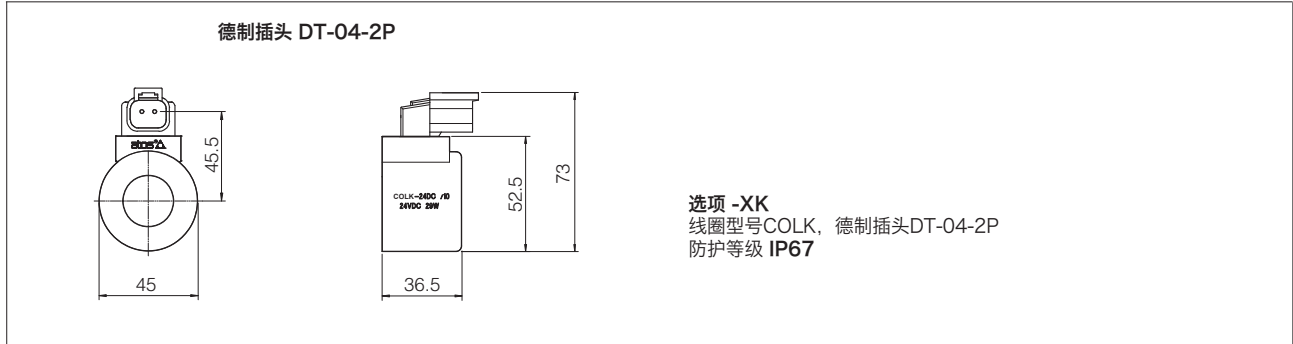 德制插头 DT-04-2P
atos
45.5
45
COLK-24DC /10
24VDC 29W
52.5
73
36.5
选项 -XK
线圈型号COLK，德制插头DT-04-2P
防护等级 IP67